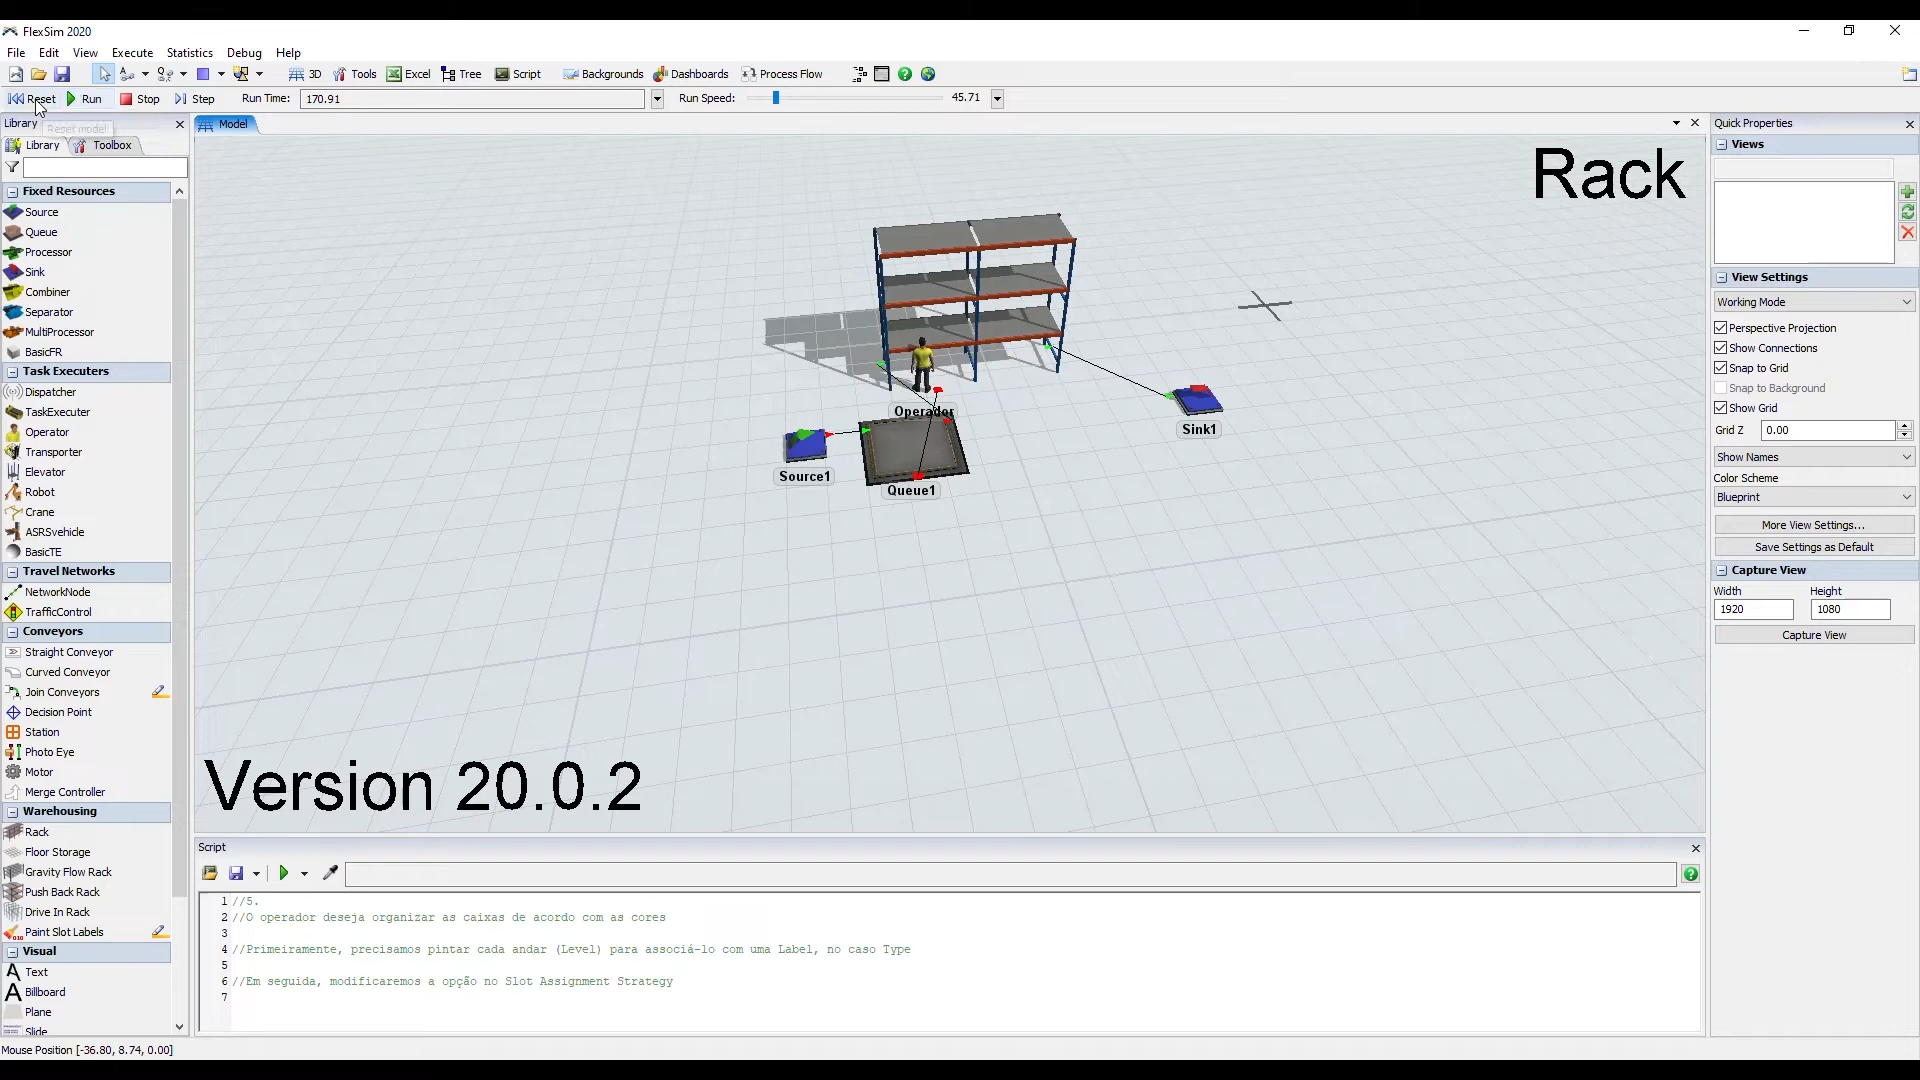 FlexSim 2020
File Edit View Execute Statistics Debug Help
3D Tools Excel Tree Script Backgrounds Dashboards Process Flow
Reset Run Stop Step Run Time: 170.91 Run Speed: 45.71
Library
Reset model
Library Toolbox
Fixed Resources
Source
Queue
Processor
Sink
Combiner
Separator
MultiProcessor
BasicFR
Task Executers
Dispatcher
TaskExecuter
Operator
Transporter
Elevator
Robot
Crane
ASRSvehicle
BasicTE
Travel Networks
NetworkNode
TrafficControl
Conveyors
Straight Conveyor
Curved Conveyor
Join Conveyors
Decision Point
Station
Photo Eye
Motor
Merge Controller
Warehousing
Rack
Floor Storage
Gravity Flow Rack
Push Back Rack
Drive In Rack
Paint Slot Labels
Visual
Text
Billboard
Plane
Slide
Model
Rack
Operador
Source1
Queue1
Sink1
Version 20.0.2
Script
1 //5.
2 //O operador deseja organizar as caixas de acordo com as cores
3
4 //Primeiramente, precisamos pintar cada andar (Level) para associá-lo com uma Label, no caso Type
5
6 //Em seguida, modificaremos a opção no Slot Assignment Strategy
7
Quick Properties
Views
View Settings
Working Mode
Perspective Projection
Show Connections
Snap to Grid
Snap to Background
Show Grid
Grid Z 0.00
Show Names
Color Scheme
Blueprint
More View Settings...
Save Settings as Default
Capture View
Width Height
1920 1080
Capture View
Mouse Position [-36.80, 8.74, 0.00]